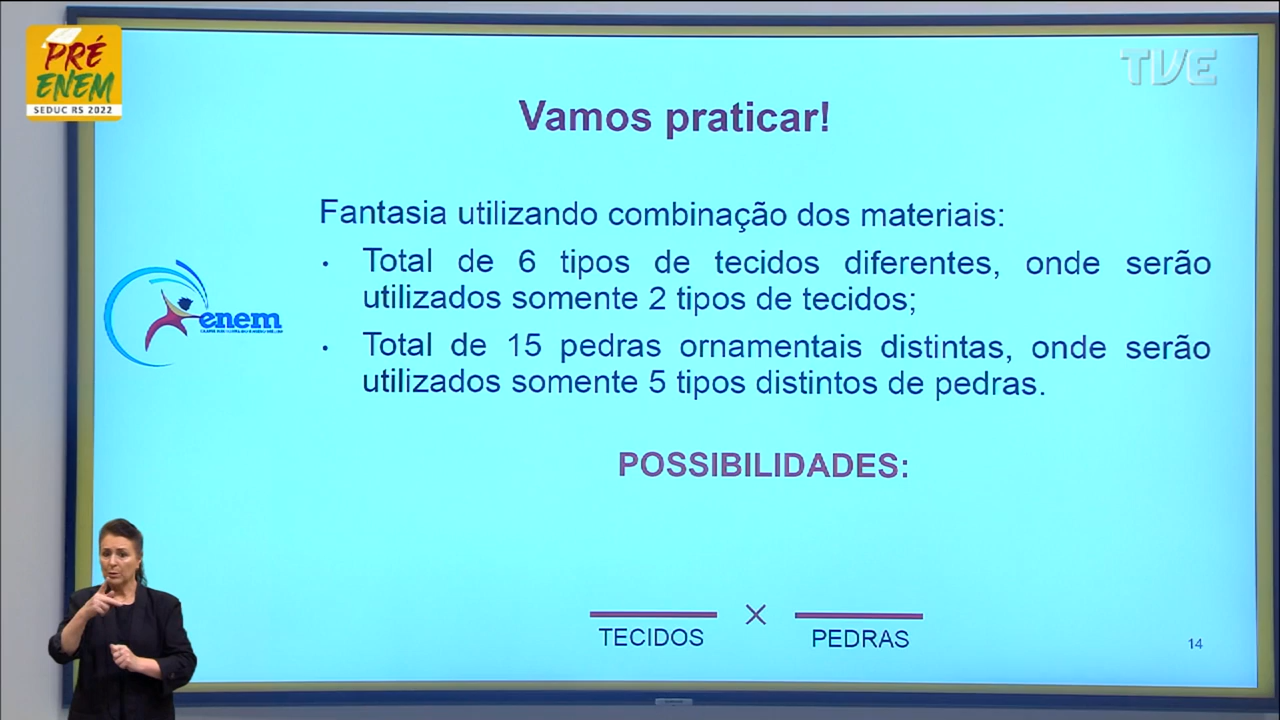 PRÉ
ENEM
SEDUC RS 2022
TVE
Vamos praticar!
Fantasia utilizando combinação dos materiais:
• Total de 6 tipos de tecidos diferentes, onde serão
utilizados somente 2 tipos de tecidos;
enem
• Total de 15 pedras ornamentais distintas, onde serão
utilizados somente 5 tipos distintos de pedras.
POSSIBILIDADES:
X
TECIDOS PEDRAS
14